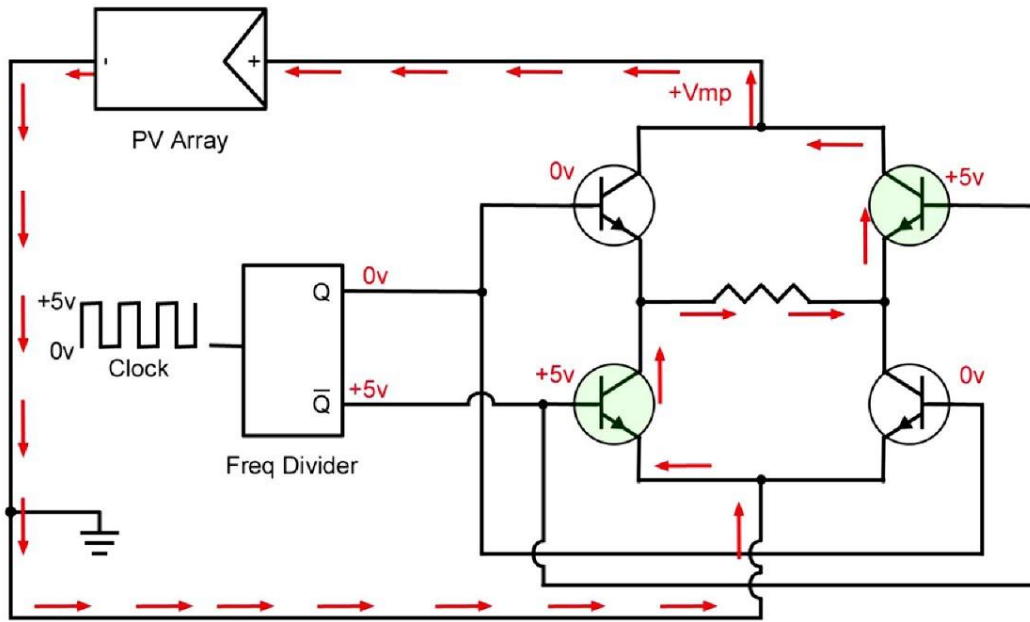 - +
PV Array
+Vmp
0v
+5v
Q
0v
+5v
0v
Clock
Q̅
+5v
+5v
0v
Freq Divider